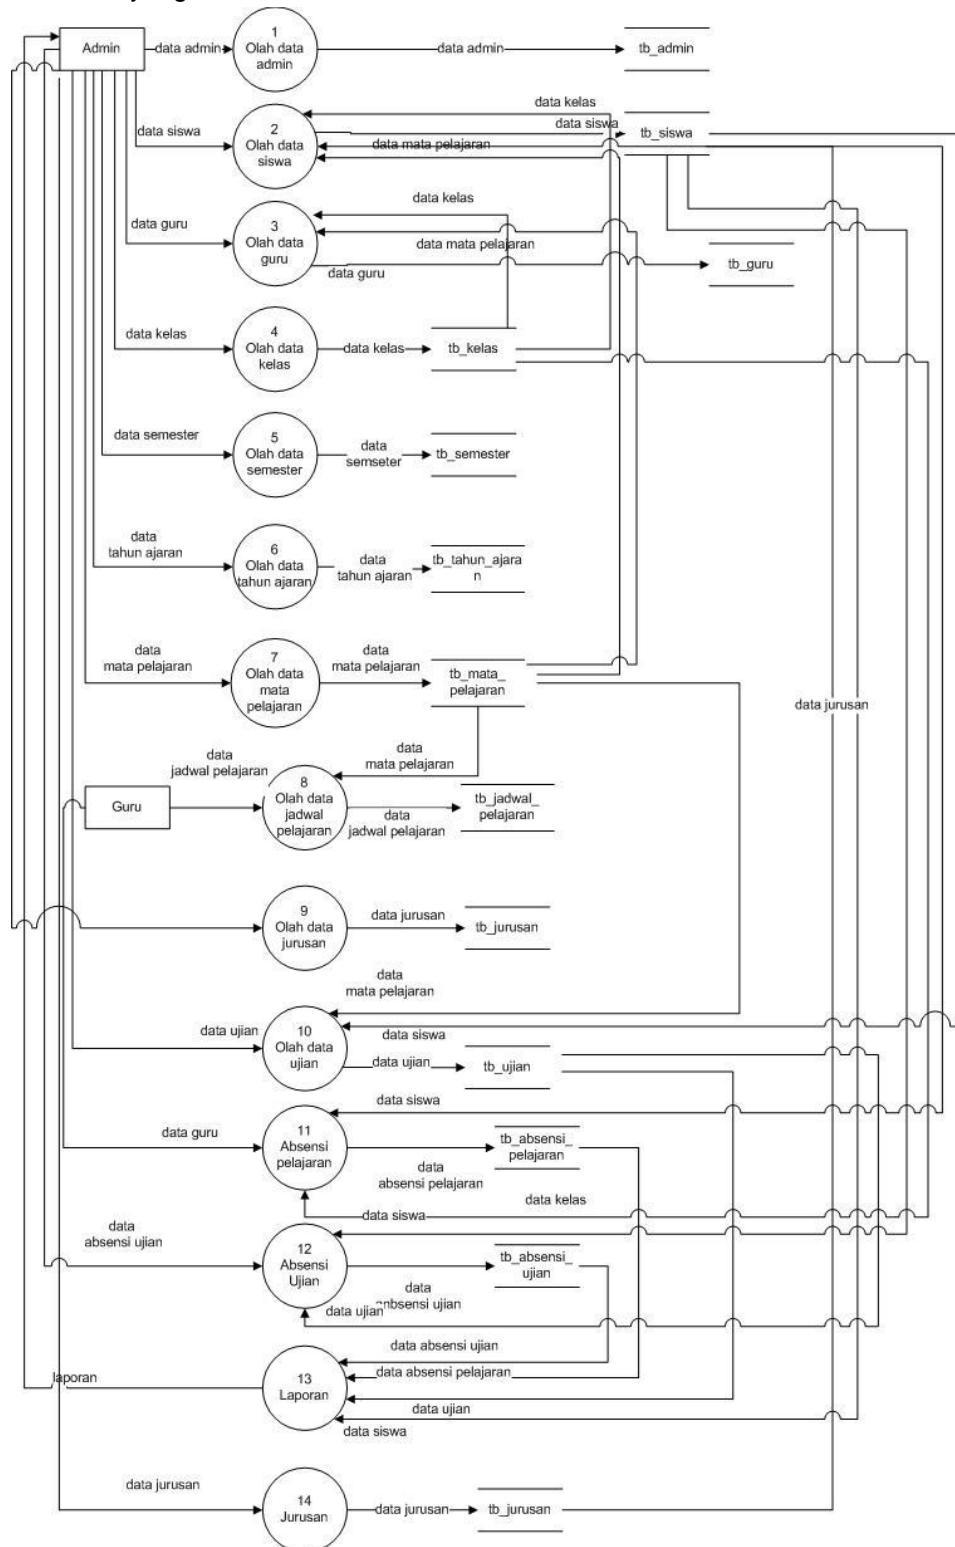 Admin
data admin
1
Olah data
admin
data admin
tb_admin
data kelas
data siswa
data siswa
2
Olah data
siswa
data mata pelajaran
tb_siswa
data kelas
data guru
3
Olah data
guru
data mata pelajaran
data guru
tb_guru
data kelas
4
Olah data
kelas
data kelas
tb_kelas
data semester
5
Olah data
semester
data
semseter
tb_semester
data
tahun ajaran
6
Olah data
tahun ajaran
data
tahun ajaran
tb_tahun_ajara
n
data
mata pelajaran
7
Olah data
mata
pelajaran
data
mata pelajaran
tb_mata_
pelajaran
data jurusan
data
mata pelajaran
data
jadwal pelajaran
Guru
8
Olah data
jadwal
pelajaran
data
jadwal pelajaran
tb_jadwal_
pelajaran
9
Olah data
jurusan
data jurusan
tb_jurusan
data
mata pelajaran
data ujian
10
Olah data
ujian
data siswa
data ujian
tb_ujian
data siswa
data guru
11
Absensi
pelajaran
data
absensi pelajaran
tb_absensi_
pelajaran
data kelas
data siswa
data
absensi ujian
12
Absensi
Ujian
data
anbsensi ujian
tb_absensi_
ujian
data ujian
data absensi ujian
data absensi pelajaran
laporan
13
Laporan
data ujian
data siswa
data jurusan
14
Jurusan
data jurusan
tb_jurusan